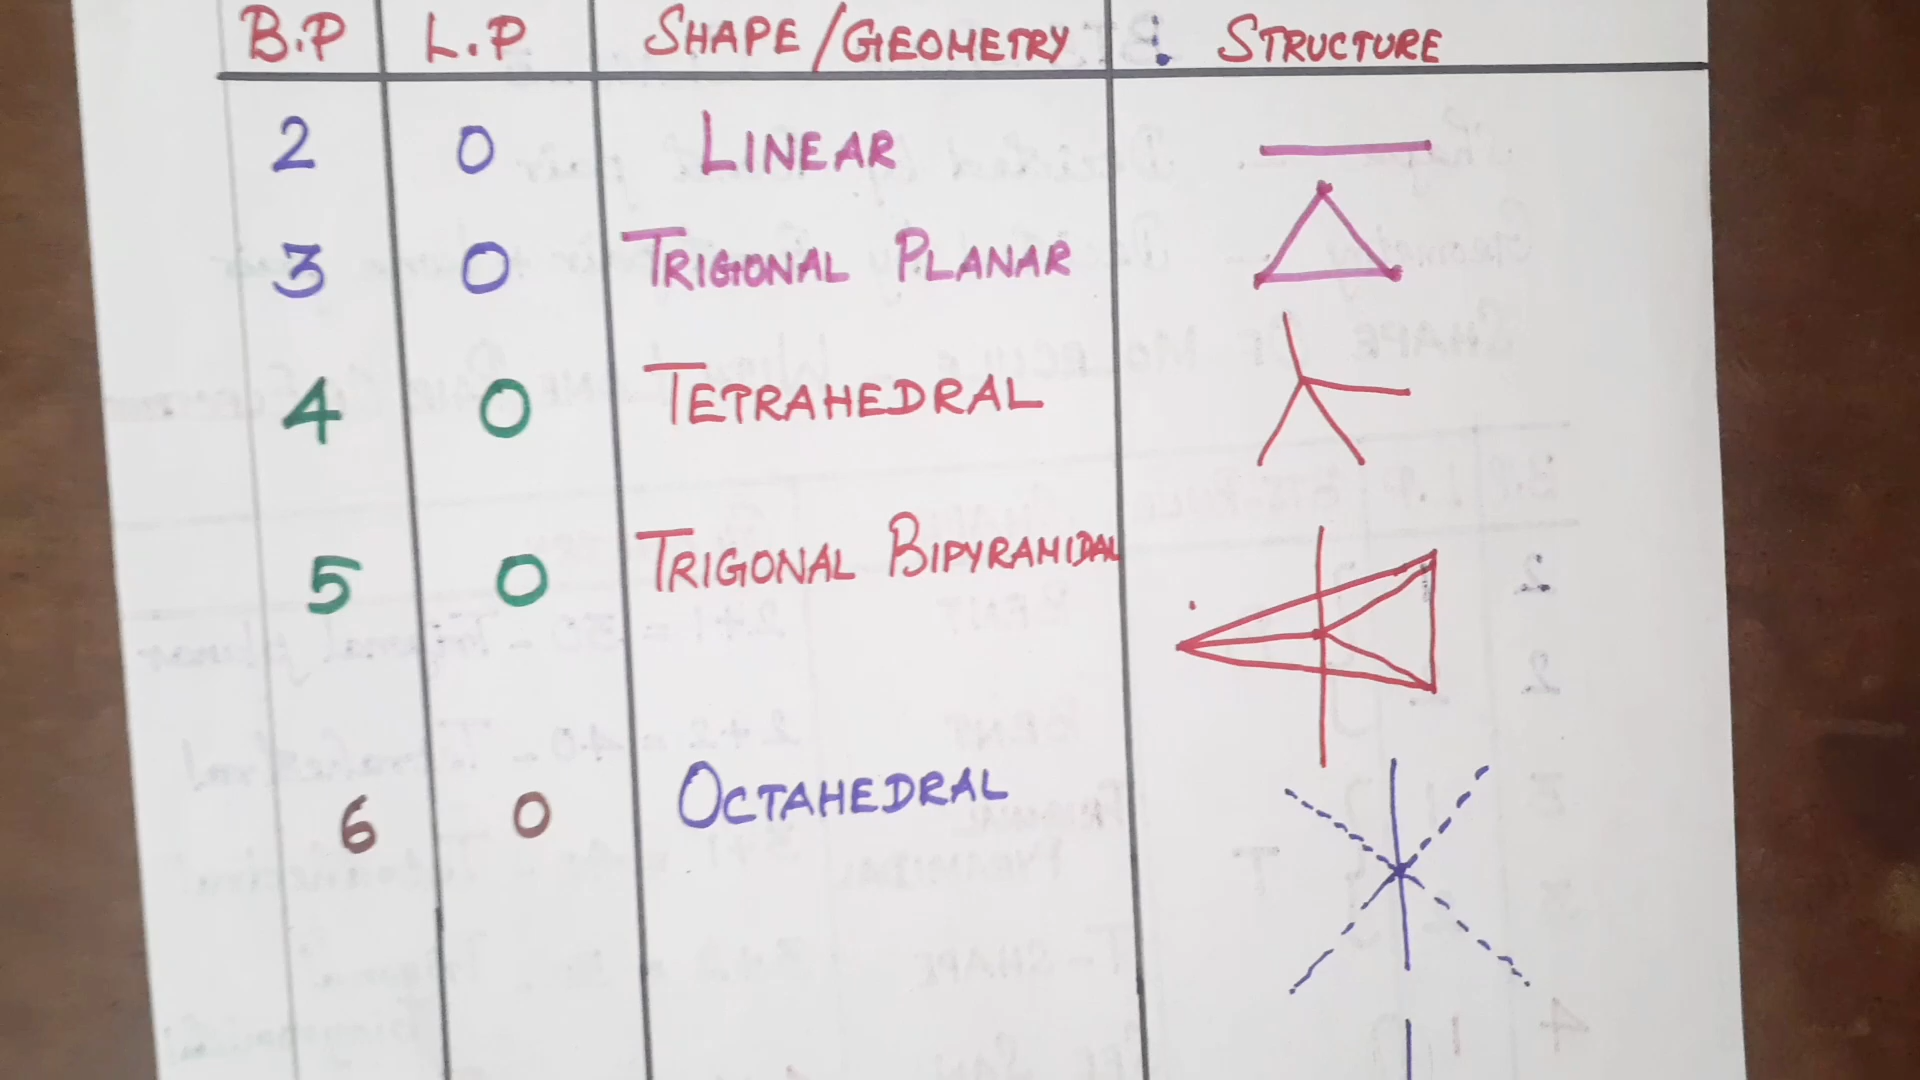 B.P L.P SHAPE/GEOMETRY : STRUCTURE
2 0 LINEAR
3 0 TRIGONAL PLANAR
4 0 TETRAHEDRAL
5 0 TRIGONAL BIPYRAMIDAL
6 0 OCTAHEDRAL